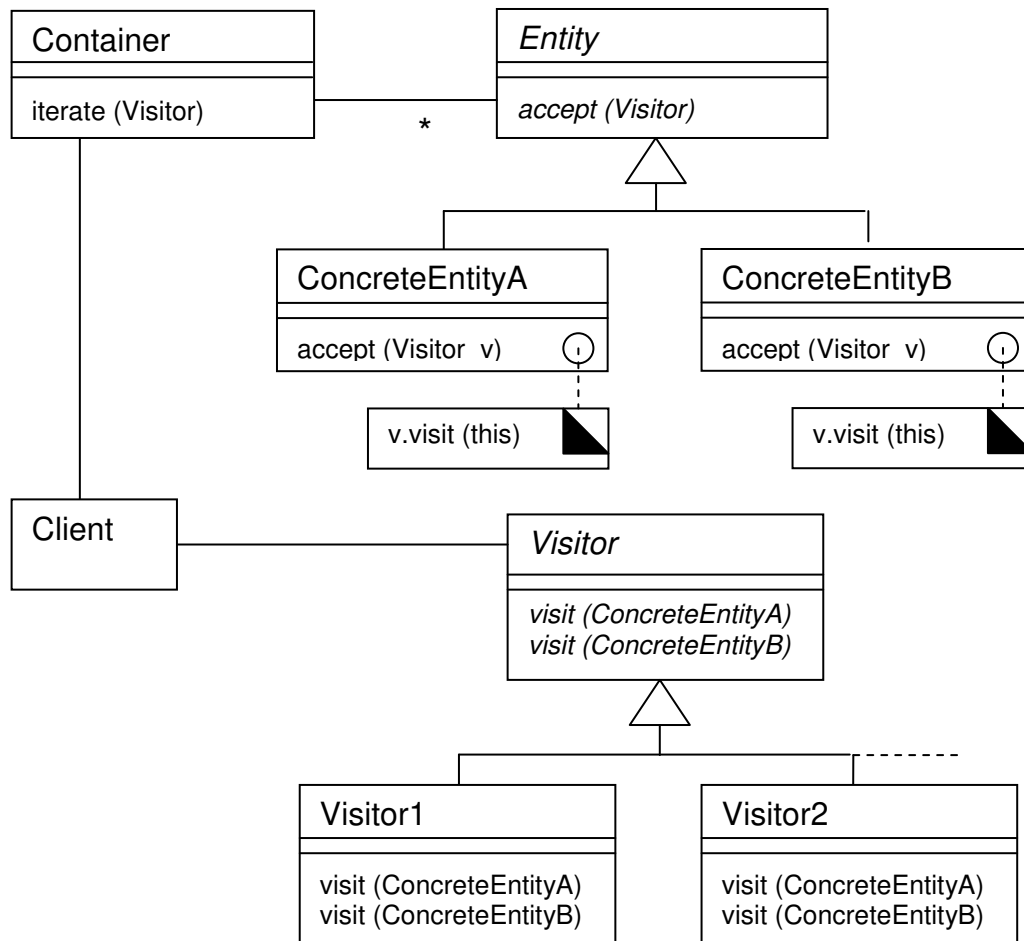 Container
iterate (Visitor)
*
Entity
accept (Visitor)
ConcreteEntityA
accept (Visitor v)
v.visit (this)
ConcreteEntityB
accept (Visitor v)
v.visit (this)
Client
Visitor
visit (ConcreteEntityA)
visit (ConcreteEntityB)
Visitor1
visit (ConcreteEntityA)
visit (ConcreteEntityB)
Visitor2
visit (ConcreteEntityA)
visit (ConcreteEntityB)